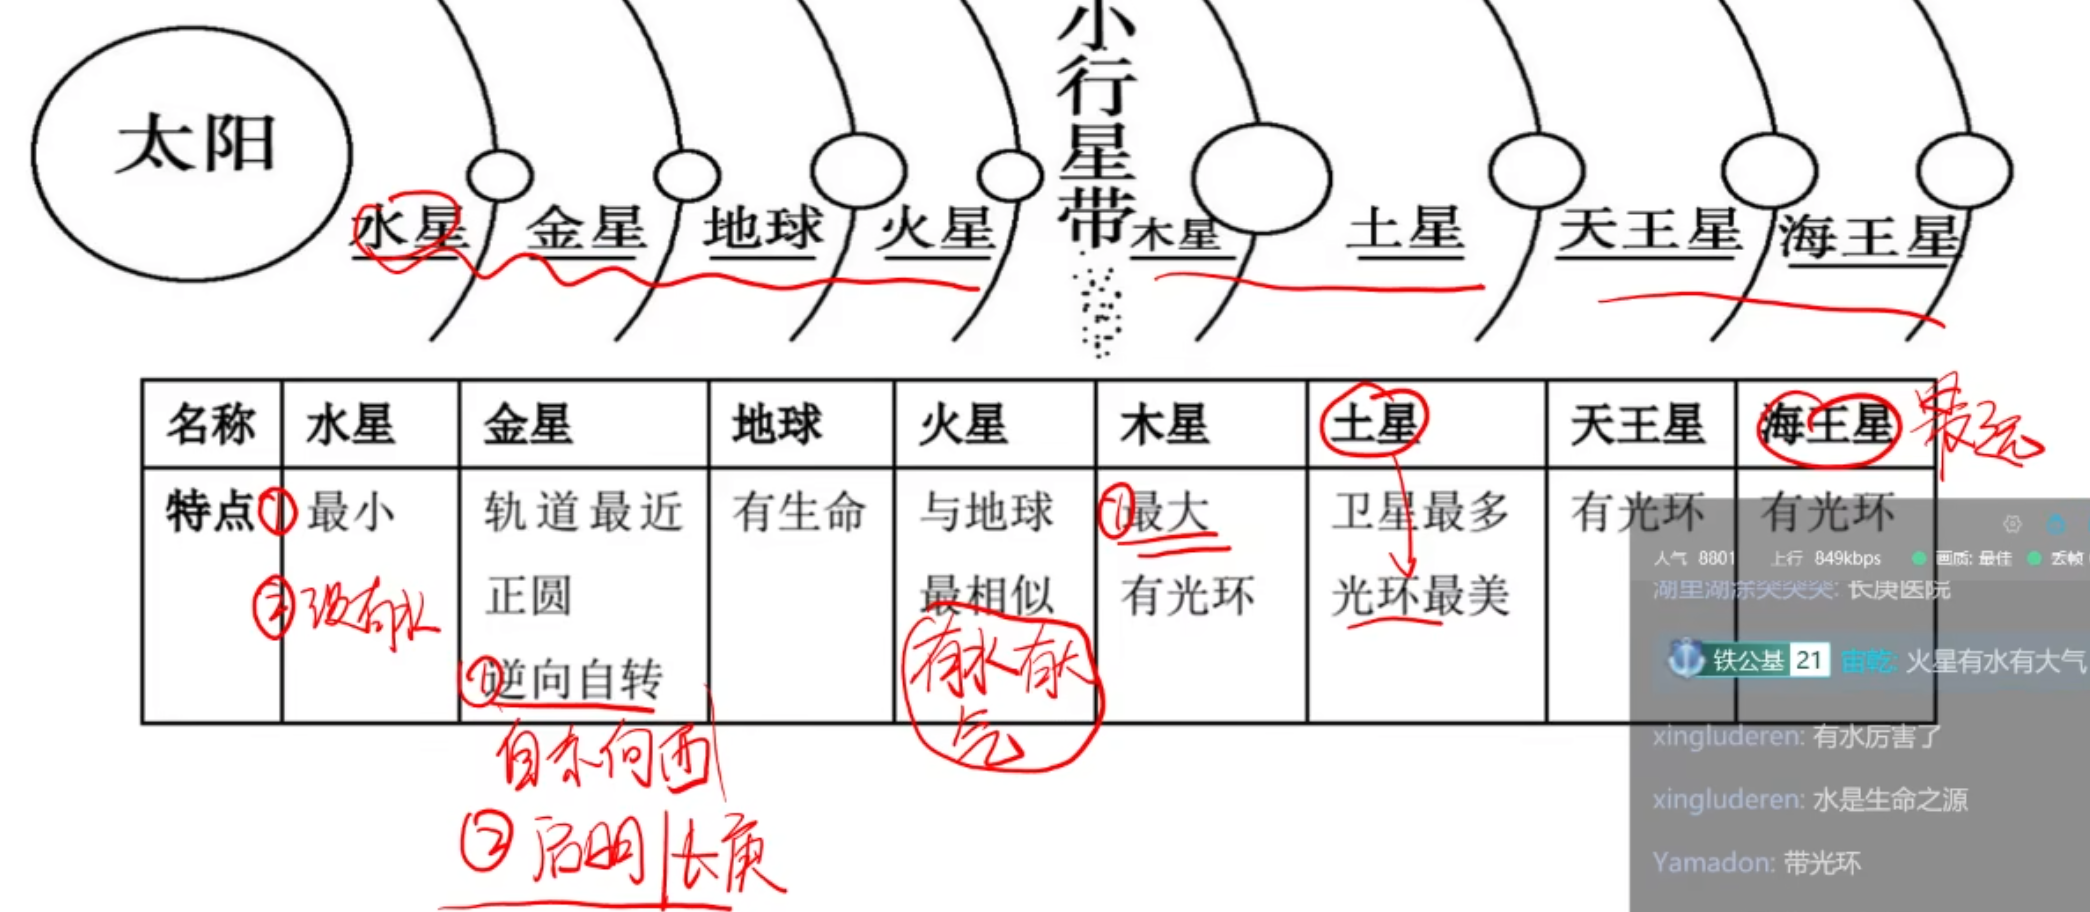 太阳
小行星带
水星 金星 地球 火星 木星 土星 天王星 海王星
名称 水星 金星 地球 火星 木星 土星 天王星 海王星 最远
特点 ① 最小 轨道最近 有生命 与地球 ① 最大 卫星最多 有光环 有光环
人气 8801 上行 849kbps 画质: 最佳 丢帧
② 没有水 正圆 最相似 有光环 光环最美
湖里湖涂突突突: 长庚医院
① 逆向自转 有水有大
气
铁公基 21 宙乾: 火星有水有大气
自东向西
xingluderen: 有水厉害了
xingluderen: 水是生命之源
② 启明|长庚
Yamadon: 带光环